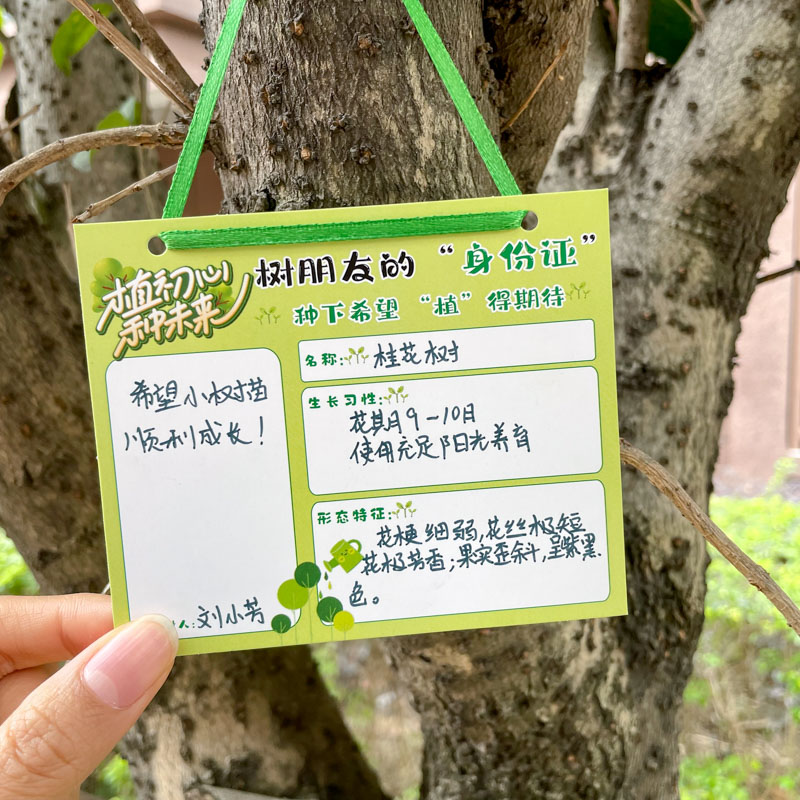 植初心
种未来
树朋友的“身份证”
种下希望 “植”得期待
名称: 桂花树
生长习性:
花期月9-10日
使用充足阳光养育
形态特征:
花梗细弱,花丝极短
花极芳香;果实歪斜,呈紫黑
色。
希望小树苗
顺利成长!
人: 刘小芳